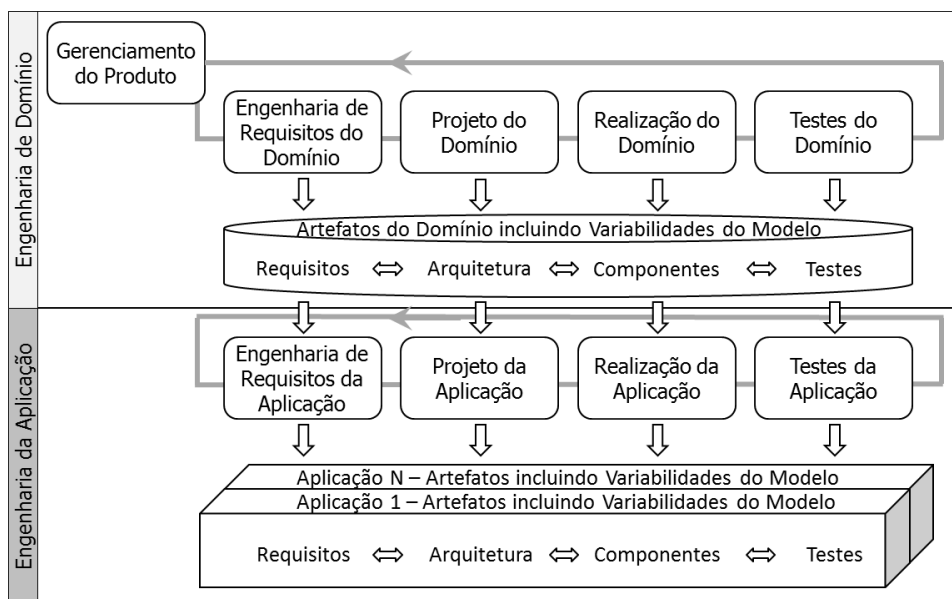 Engenharia de Domínio
Gerenciamento
do Produto
Engenharia de
Requisitos do
Domínio
Projeto do
Domínio
Realização do
Domínio
Testes do
Domínio
Artefatos do Domínio incluindo Variabilidades do Modelo
Requisitos
Arquitetura
Componentes
Testes
Engenharia da Aplicação
Engenharia de
Requisitos da
Aplicação
Projeto da
Aplicação
Realização da
Aplicação
Testes da
Aplicação
Aplicação N – Artefatos incluindo Variabilidades do Modelo
Aplicação 1 – Artefatos incluindo Variabilidades do Modelo
Requisitos
Arquitetura
Componentes
Testes